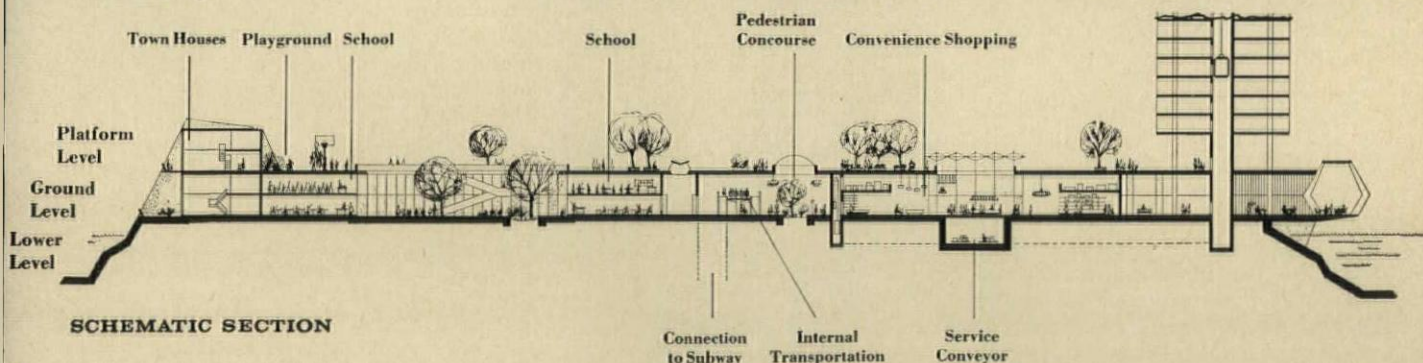 Town Houses
Playground
School
School
Pedestrian
Concourse
Convenience Shopping
Platform
Level
Ground
Level
Lower
Level
SCHEMATIC SECTION
Connection
to Subway
Internal
Transportation
Service
Conveyor